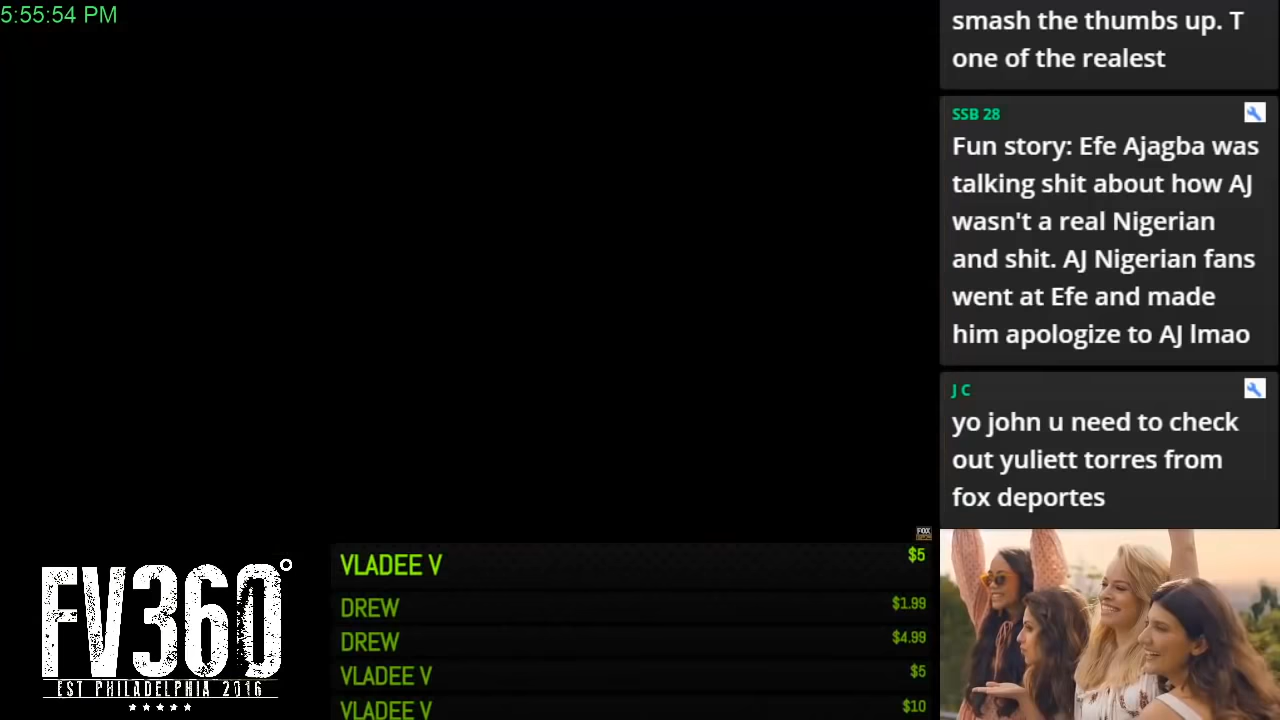 5:55:54 PM
smash the thumbs up. T
one of the realest
SSB 28
Fun story: Efe Ajagba was
talking shit about how AJ
wasn't a real Nigerian
and shit. AJ Nigerian fans
went at Efe and made
him apologize to AJ lmao
J C
yo john u need to check
out yuliett torres from
fox deportes
FOX
VLADEE V $5
DREW $1.99
DREW $4.99
VLADEE V $5
VLADEE V $10
FV360°
EST PHILADELPHIA 2016